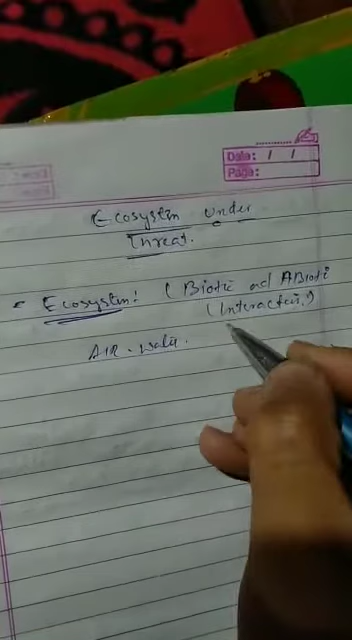 Date: / /
Page:
Ecosystem Under
Threat.
Ecosystem: (Biotic and ABiotic
(Interaction)
AIR - Water.